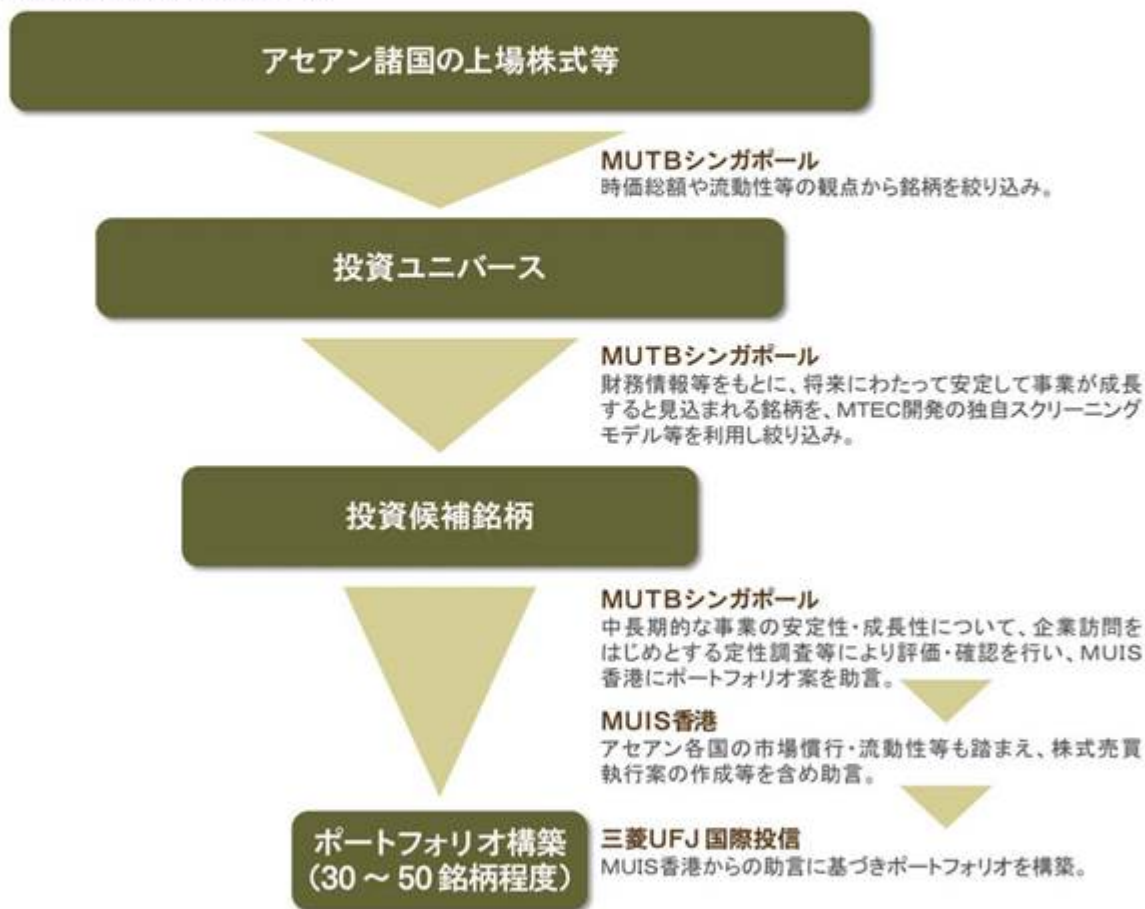 アセアン諸国の上場株式等
MUTBシンガポール
時価総額や流動性等の観点から銘柄を絞り込み。
投資ユニバース
MUTBシンガポール
財務情報等をもとに、将来にわたって安定して事業が成長
すると見込まれる銘柄を、MTEC開発の独自スクリーニング
モデル等を利用し絞り込み。
投資候補銘柄
MUTBシンガポール
中長期的な事業の安定性・成長性について、企業訪問を
はじめとする定性調査等により評価・確認を行い、MUIS
香港にポートフォリオ案を助言。
MUIS香港
アセアン各国の市場慣行・流動性等も踏まえ、株式売買
執行案の作成等を含め助言。
ポートフォリオ構築
（30～50銘柄程度）
三菱UFJ国際投信
MUIS香港からの助言に基づきポートフォリオを構築。